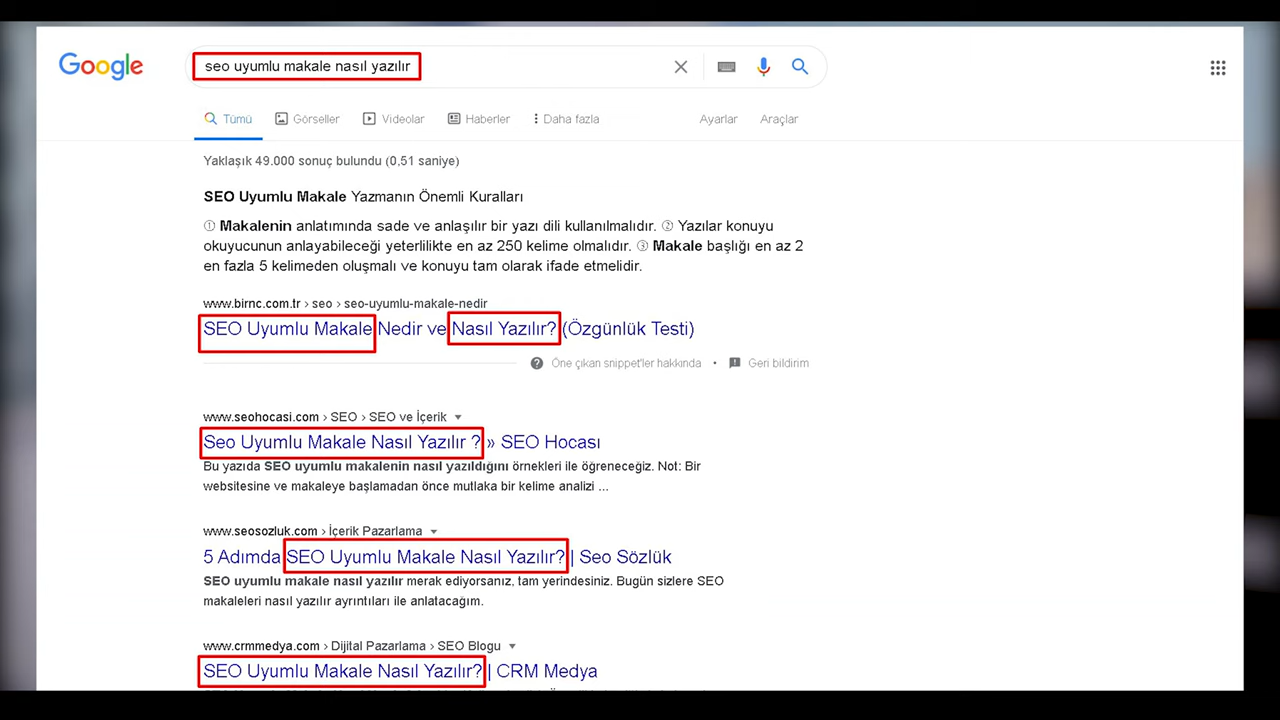 Google
seo uyumlu makale nasıl yazılır
Tümü Görseller Videolar Haberler Daha fazla Ayarlar Araçlar
Yaklaşık 49.000 sonuç bulundu (0,51 saniye)
SEO Uyumlu Makale Yazmanın Önemli Kuralları
① Makalenin anlatımında sade ve anlaşılır bir yazı dili kullanılmalıdır. ② Yazılar konuyu
okuyucunun anlayabileceği yeterlilikte en az 250 kelime olmalıdır. ③ Makale başlığı en az 2
en fazla 5 kelimeden oluşmalı ve konuyu tam olarak ifade etmelidir.
www.birnc.com.tr › seo › seo-uyumlu-makale-nedir
SEO Uyumlu Makale Nedir ve Nasıl Yazılır? (Özgünlük Testi)
Öne çıkan snippet'ler hakkında • Geri bildirim
www.seohocasi.com › SEO › SEO ve İçerik
Seo Uyumlu Makale Nasıl Yazılır ? » SEO Hocası
Bu yazıda SEO uyumlu makalenin nasıl yazıldığını örnekleri ile öğreneceğiz. Not: Bir
websitesine ve makaleye başlamadan önce mutlaka bir kelime analizi ...
www.seosozluk.com › İçerik Pazarlama
5 Adımda SEO Uyumlu Makale Nasıl Yazılır? | Seo Sözlük
SEO uyumlu makale nasıl yazılır merak ediyorsanız, tam yerindesiniz. Bugün sizlere SEO
makaleleri nasıl yazılır ayrıntıları ile anlatacağım.
www.crmmedya.com › Dijital Pazarlama › SEO Blogu
SEO Uyumlu Makale Nasıl Yazılır? | CRM Medya